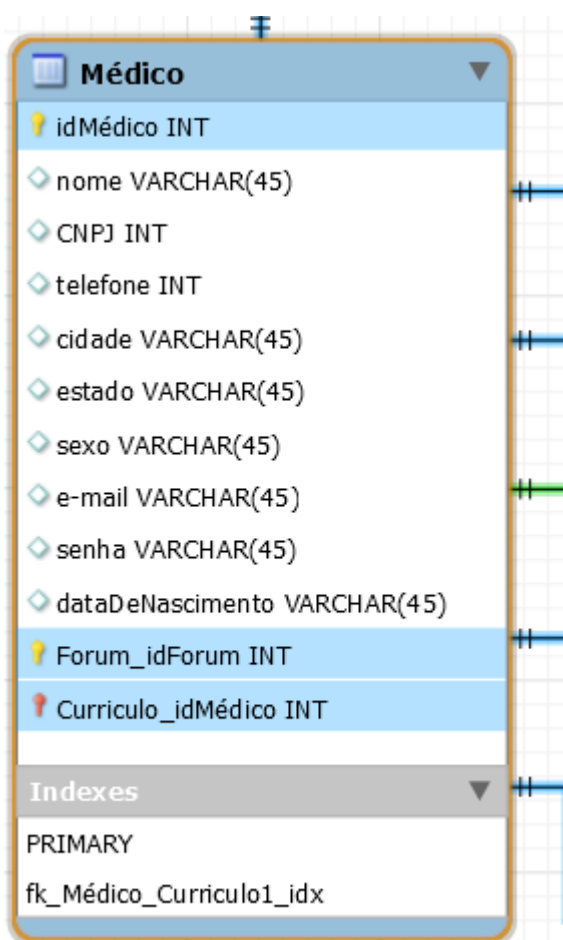 Médico
idMédico INT
nome VARCHAR(45)
CNPJ INT
telefone INT
cidade VARCHAR(45)
estado VARCHAR(45)
sexo VARCHAR(45)
e-mail VARCHAR(45)
senha VARCHAR(45)
dataDeNascimento VARCHAR(45)
Forum_idForum INT
Curriculo_idMédico INT
Indexes
PRIMARY
fk_Médico_Curriculo1_idx